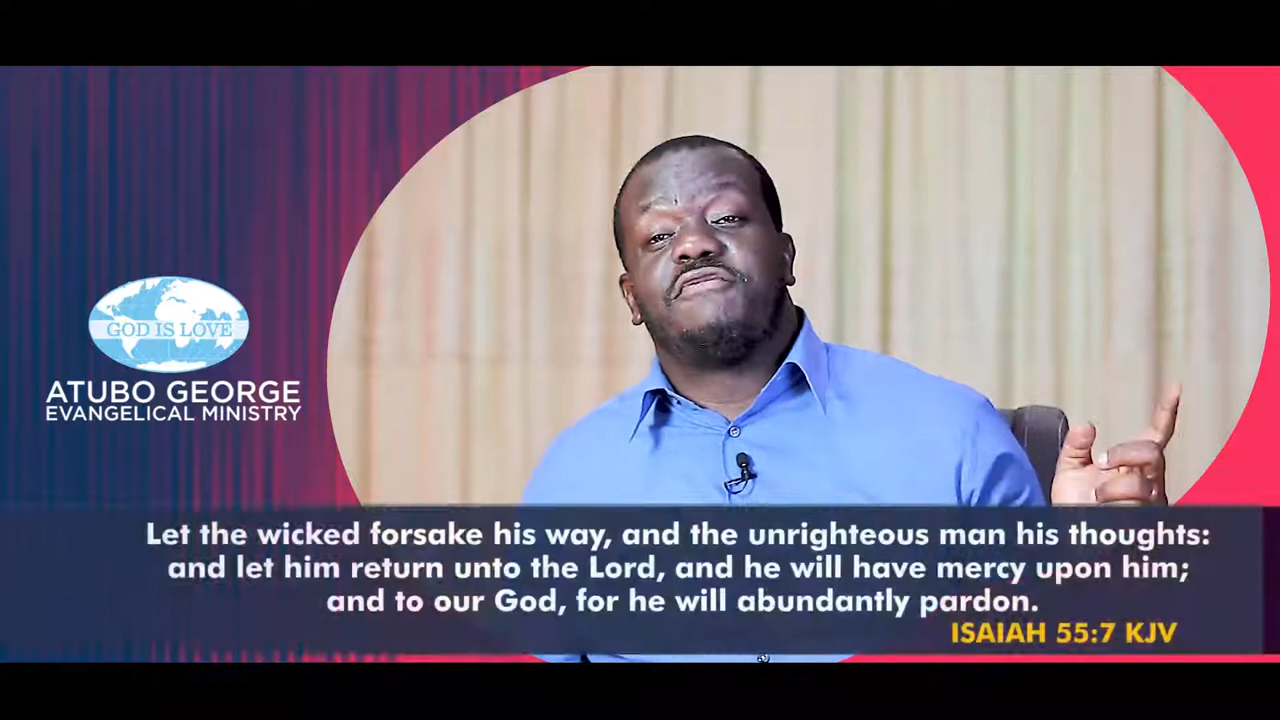 GOD IS LOVE
ATUBO GEORGE
EVANGELICAL MINISTRY
Let the wicked forsake his way, and the unrighteous man his thoughts:
and let him return unto the Lord, and he will have mercy upon him;
and to our God, for he will abundantly pardon.
ISAIAH 55:7 KJV